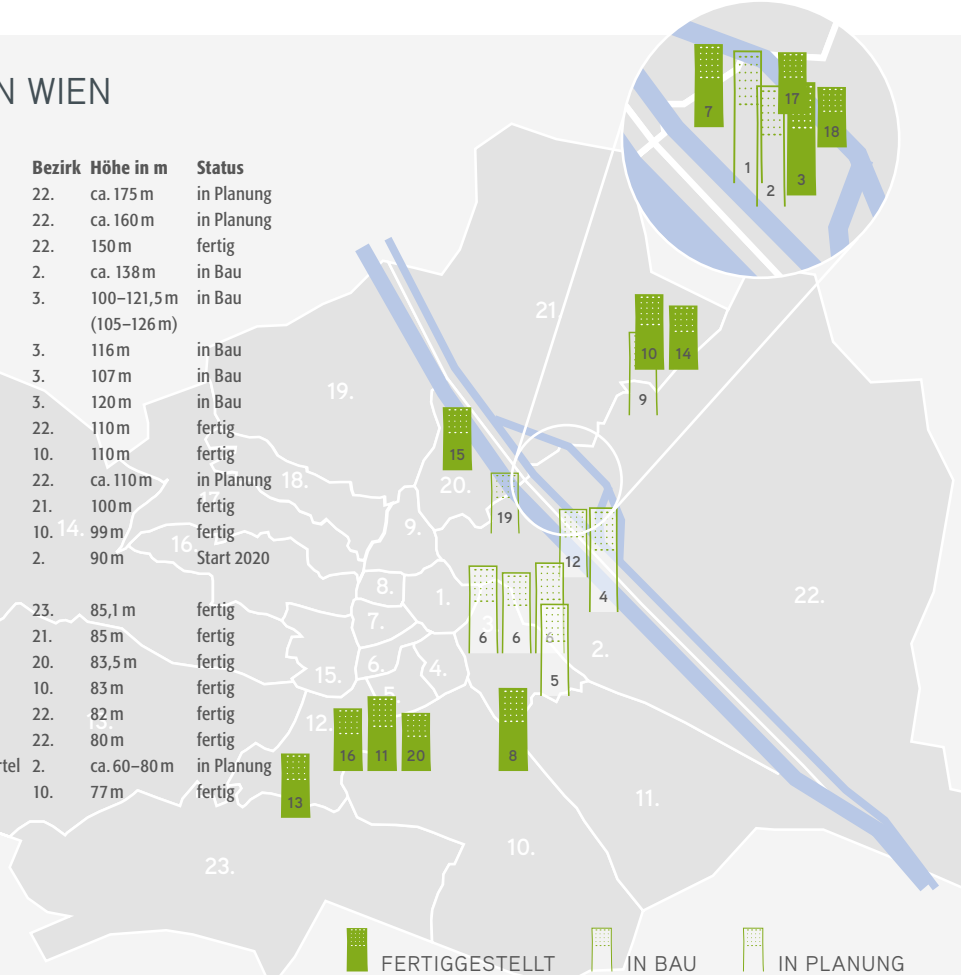 N WIEN
Bezirk Höhe in m Status
22. ca. 175 m in Planung
22. ca. 160 m in Planung
22. 150 m fertig
2. ca. 138 m in Bau
3. 100–121,5 m in Bau
(105–126 m)
3. 116 m in Bau
3. 107 m in Bau
3. 120 m in Bau
22. 110 m fertig
10. 110 m fertig
22. ca. 110 m in Planung
21. 100 m fertig
10. 99 m fertig
2. 90 m Start 2020
23. 85,1 m fertig
21. 85 m fertig
20. 83,5 m fertig
10. 83 m fertig
22. 82 m fertig
22. 80 m fertig
rtel 2. ca. 60–80 m in Planung
10. 77 m fertig
7
17
18
1
2
3
21.
10
14
9
19.
15
18.
20.
17.
19
14.
16.
9.
12
4
8.
1.
22.
7.
6
6
3.
6
2.
15.
6.
4.
5
5.
12.
16
11
20
8
13.
13
11.
10.
23.
FERTIGGESTELLT
IN BAU
IN PLANUNG